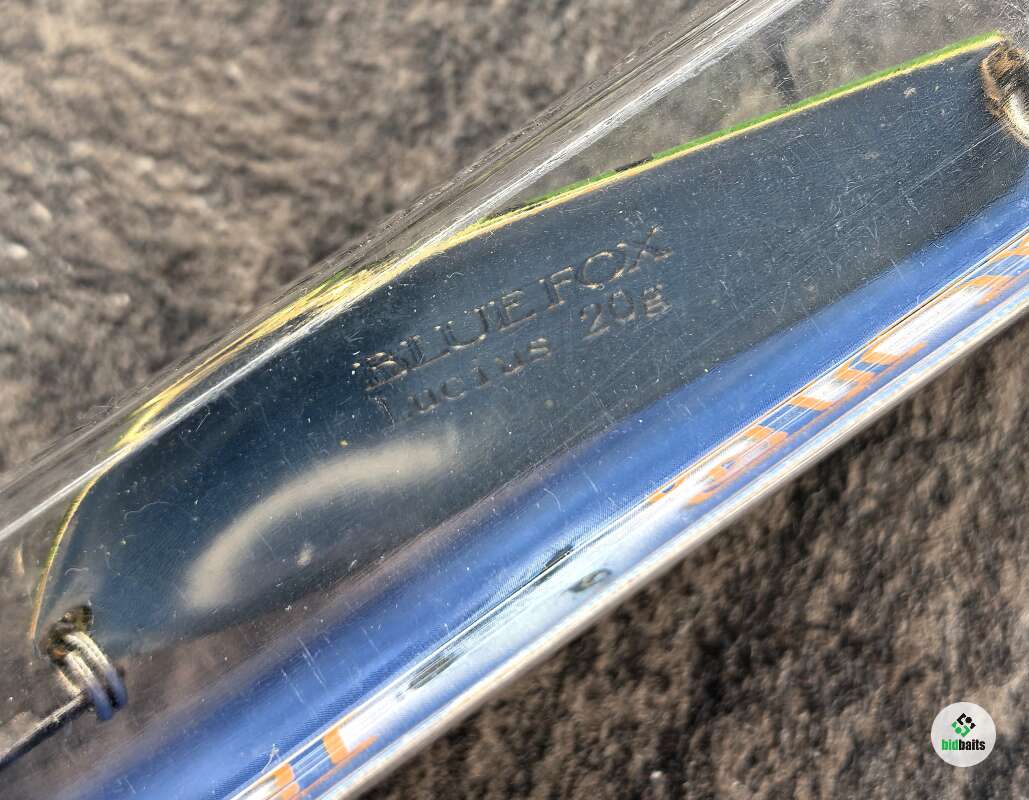 BLUE FOX
Lucius 20g
bidbaits